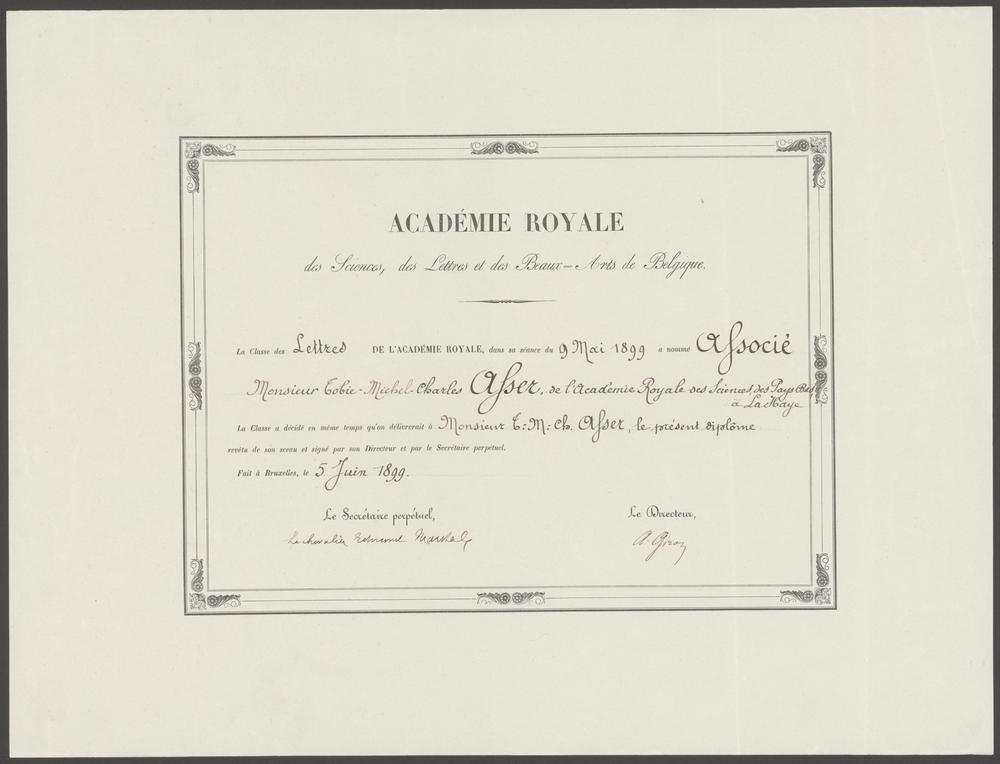 ACADÉMIE ROYALE
des Sciences, des Lettres et des Beaux-Arts de Belgique.
La Classe des Lettres DE L'ACADÉMIE ROYALE, dans sa séance du 9 Mai 1899 a nommé Associé
Monsieur Tobie-Michel-Charles Asser, de l'Académie Royale des Sciences, des Pays-Bas
à La Haye
La Classe a décidé en même temps qu'on délivrerait à Monsieur T: M: Ch. Asser, le présent diplôme
revêtu de son sceau et signé par son Directeur et par le Secrétaire perpétuel.
Fait à Bruxelles, le 5 Juin 1899.
Le Secrétaire perpétuel, Le Directeur,
Le chevalier Edmond Marchal A. Giron